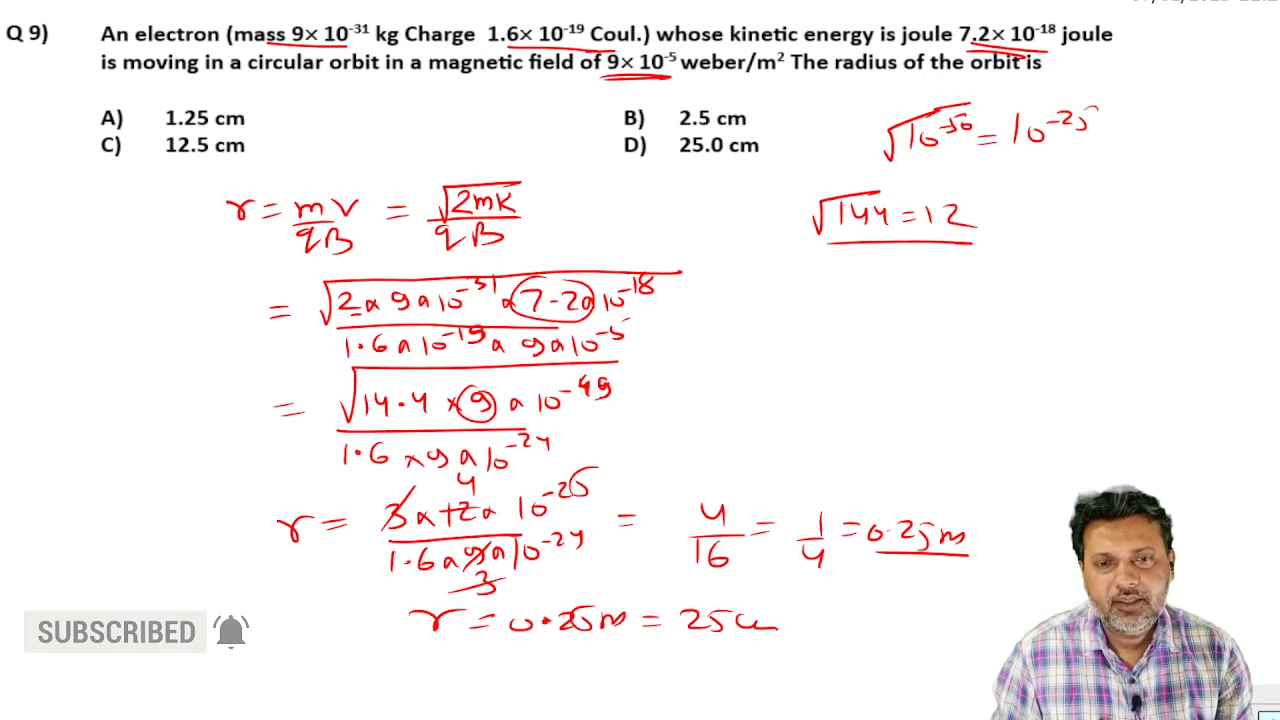 Q 9) An electron (mass 9× 10⁻³¹ kg Charge 1.6× 10⁻¹⁹ Coul.) whose kinetic energy is joule 7.2× 10⁻¹⁸ joule
is moving in a circular orbit in a magnetic field of 9× 10⁻⁵ weber/m² The radius of the orbit is
A) 1.25 cm B) 2.5 cm
C) 12.5 cm D) 25.0 cm
√10⁻⁵⁰ = 10⁻²⁵
r = mv/qB = √2mK/qB
√144 = 12
= √2×9×10⁻³¹×7.2×10⁻¹⁸
1.6×10⁻¹⁹×9×10⁻⁵
= √14.4×9×10⁻⁴⁹
1.6×9×10⁻²⁴
4
r = 3×12×10⁻²⁵ = 4/16 = 1/4 = 0.25m
1.6×9×10⁻²⁴
3
r = 0.25m = 25cm
SUBSCRIBED